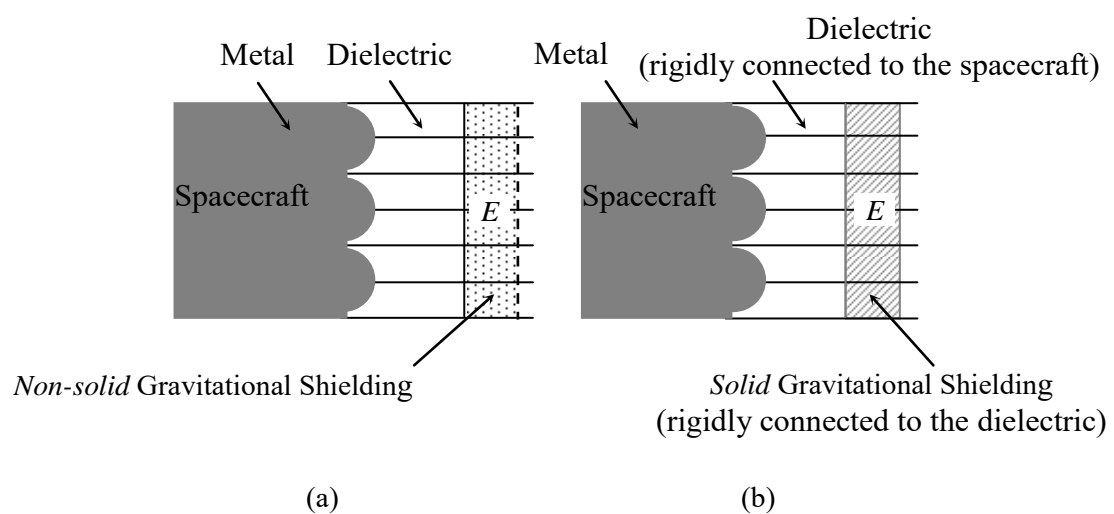 Metal
Dielectric
Spacecraft
E
Non-solid Gravitational Shielding
(a)
Metal
Dielectric
(rigidly connected to the spacecraft)
Spacecraft
E
Solid Gravitational Shielding
(rigidly connected to the dielectric)
(b)